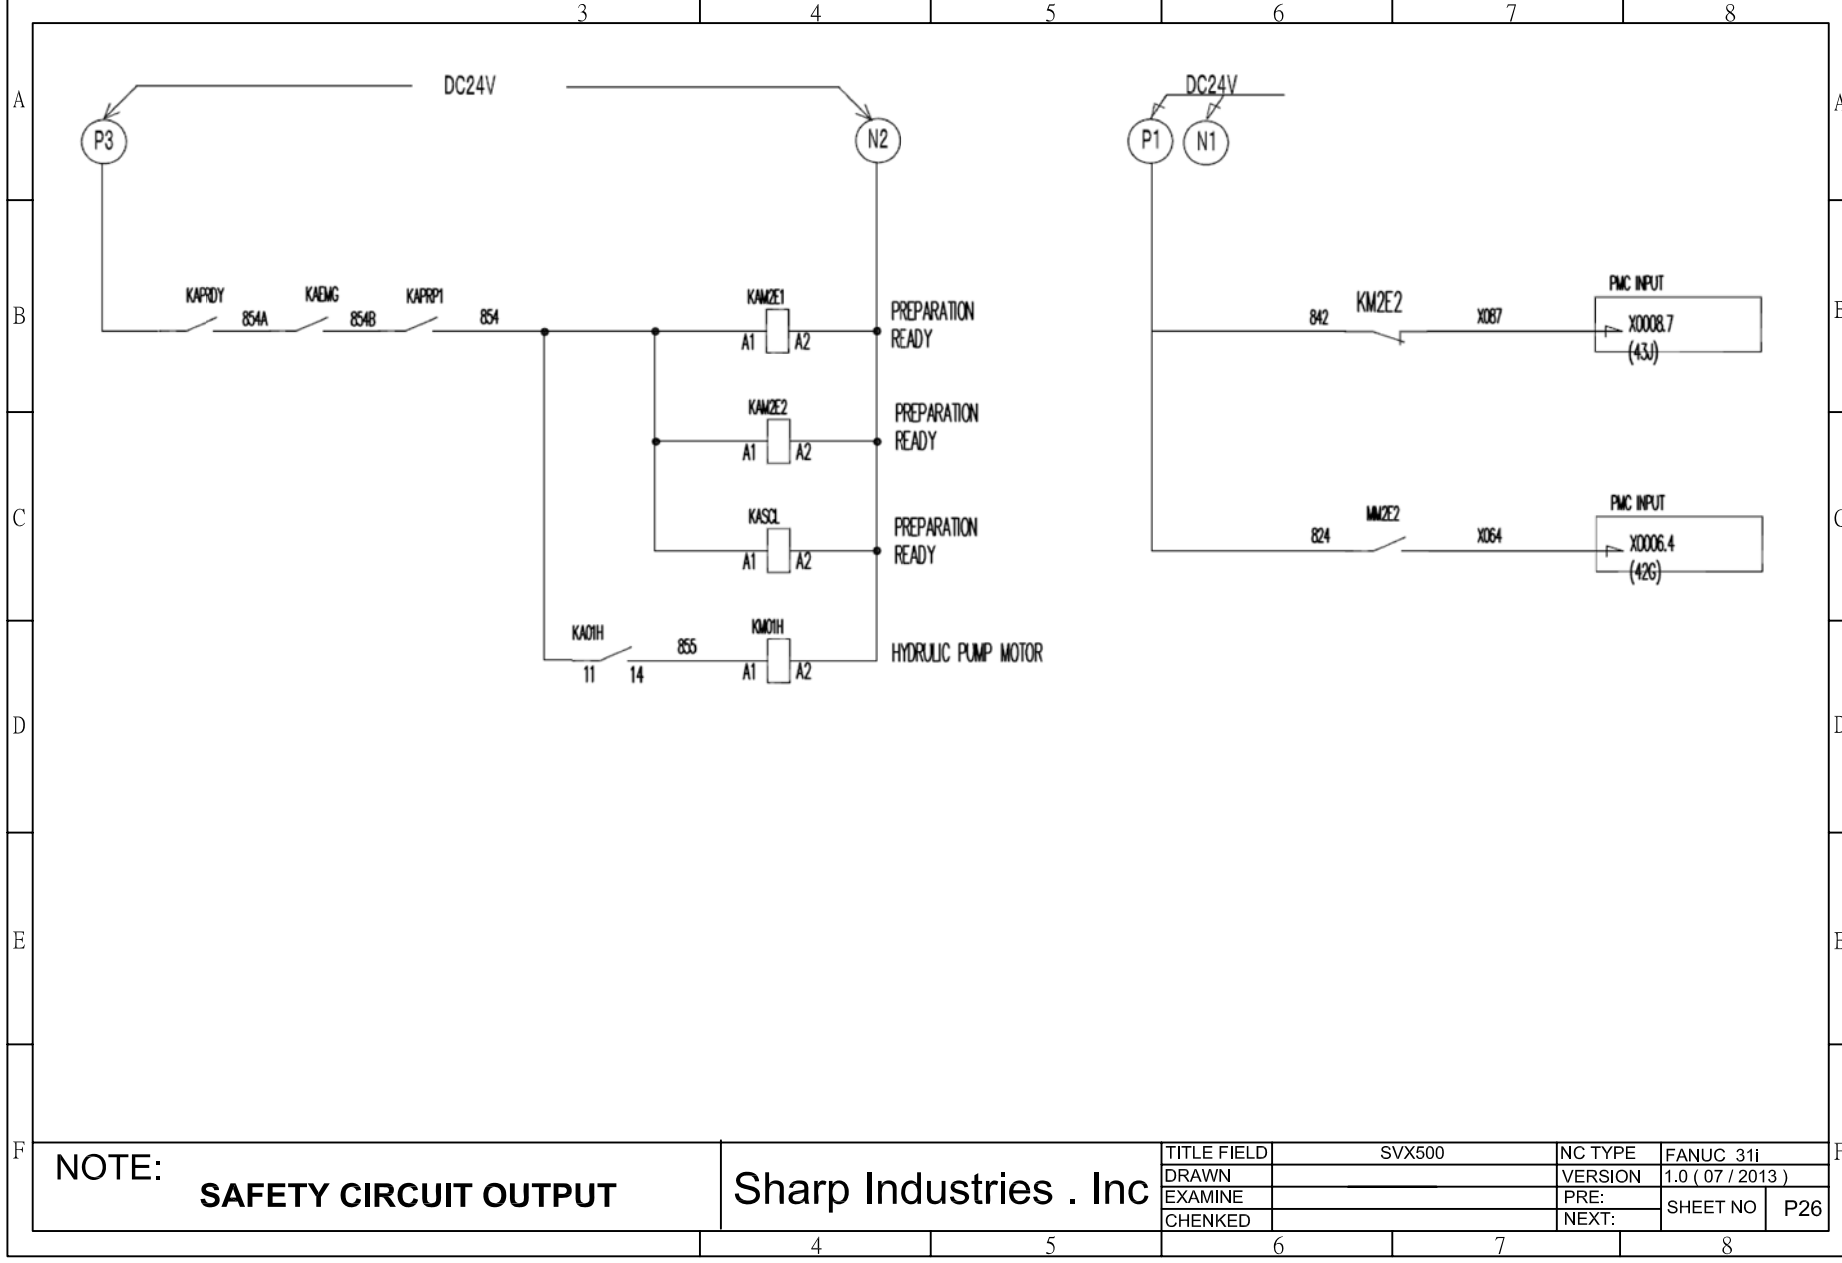 3 4 5 6 7 8
A
DC24V
DC24V
P3
N2
P1
N1
B
KAPRDY
854A
KAEMG
854B
KAPRP1
854
KAM2E1
A1 A2
PREPARATION
READY
842
KM2E2
X087
PMC INPUT
X0008.7
(43J)
KAM2E2
A1 A2
PREPARATION
READY
C
KASCL
A1 A2
PREPARATION
READY
824
MM2E2
X064
PMC INPUT
X0006.4
(42G)
KA01H
11 14
855
KM01H
A1 A2
HYDRULIC PUMP MOTOR
D
E
F
NOTE:
SAFETY CIRCUIT OUTPUT
Sharp Industries . Inc
TITLE FIELD SVX500 NC TYPE FANUC 31i
DRAWN VERSION 1.0 ( 07 / 2013 )
EXAMINE PRE: SHEET NO P26
CHENKED NEXT:
4 5 6 7 8